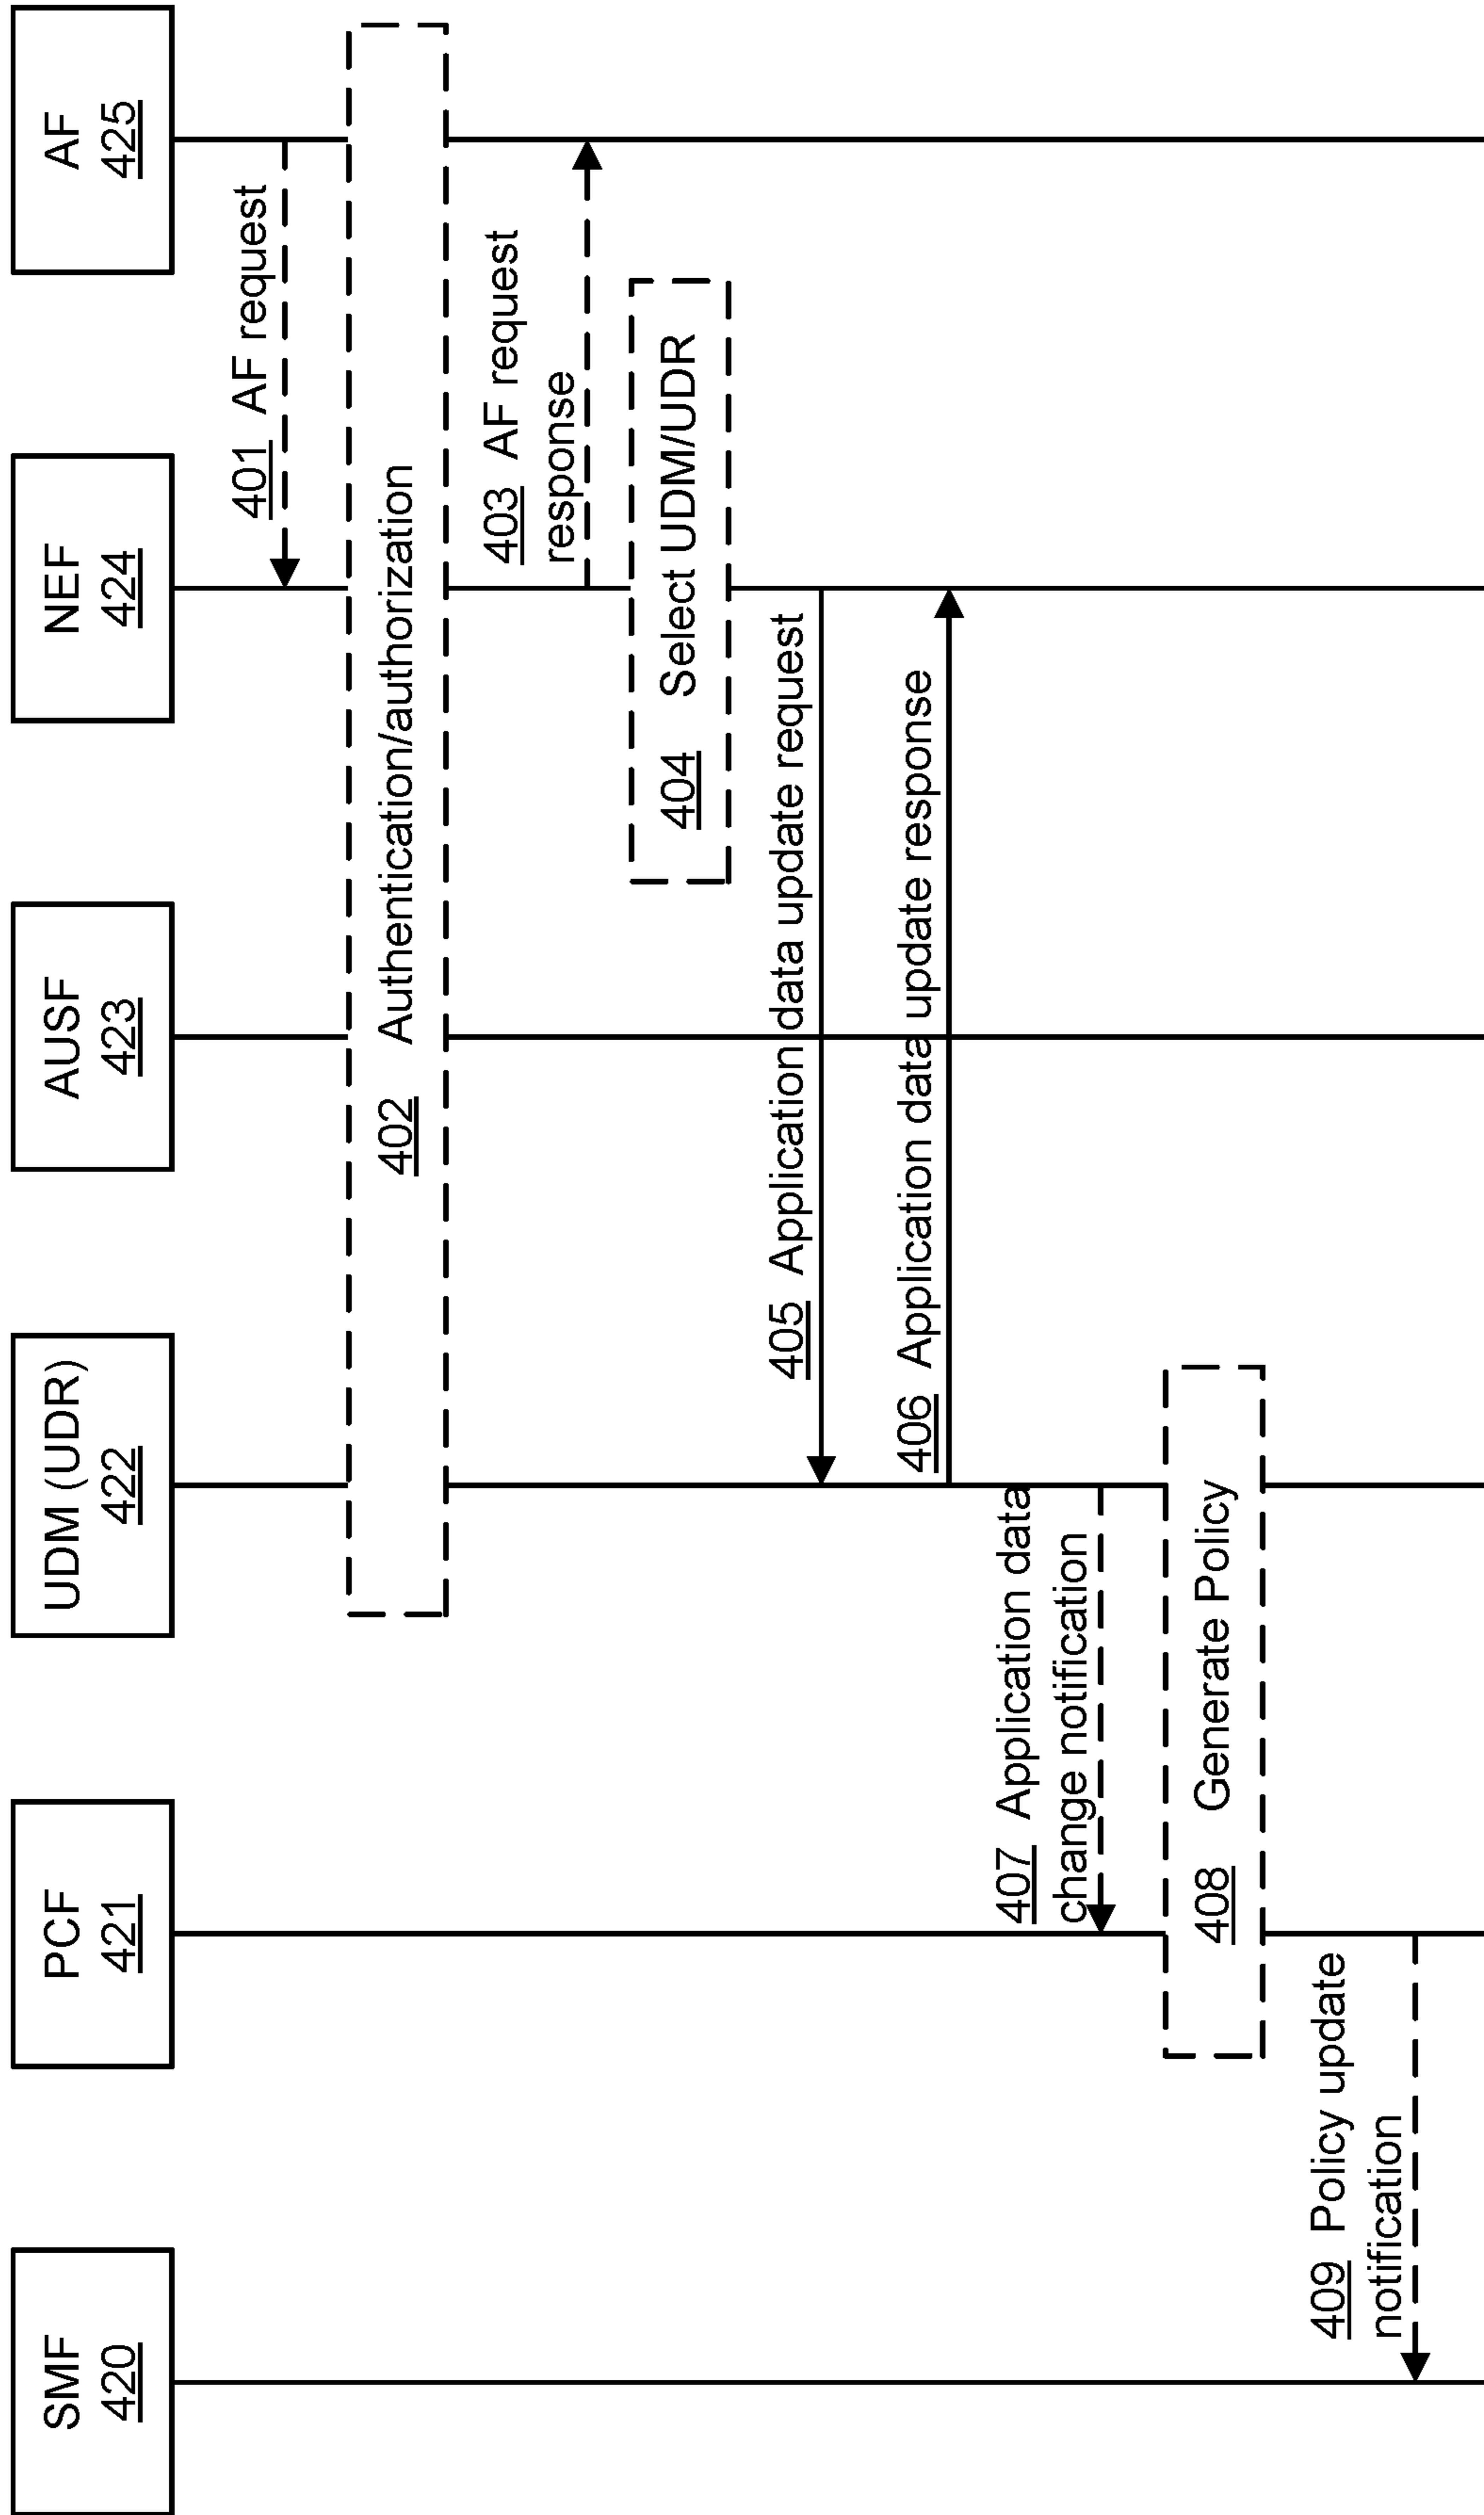 SMF
420
PCF
421
UDM (UDR)
422
AUSF
423
NEF
424
AF
425
401 AF request
402 Authentication/authorization
403 AF request
response
404 Select UDM/UDR
405 Application data update request
406 Application data update response
407 Application data
change notification
408 Generate Policy
409 Policy update
notification